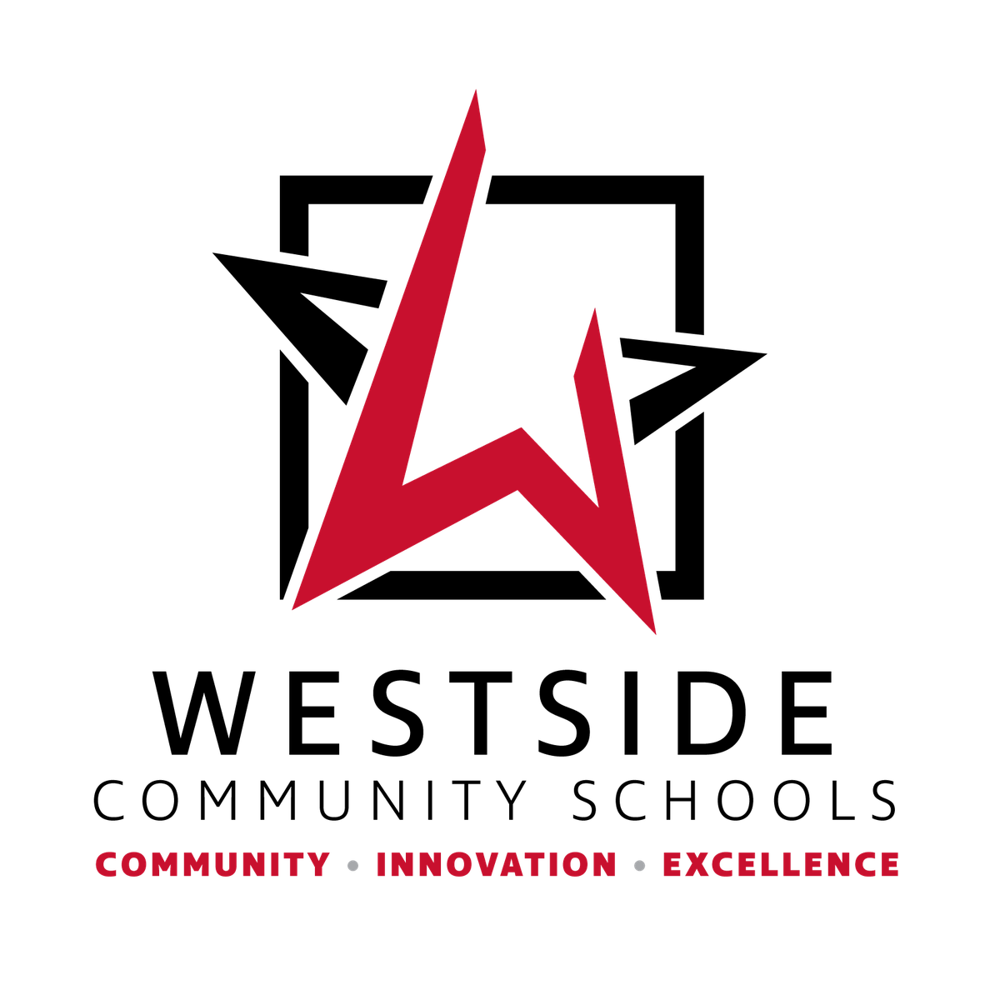 WESTSIDE
COMMUNITY SCHOOLS
COMMUNITY • INNOVATION • EXCELLENCE